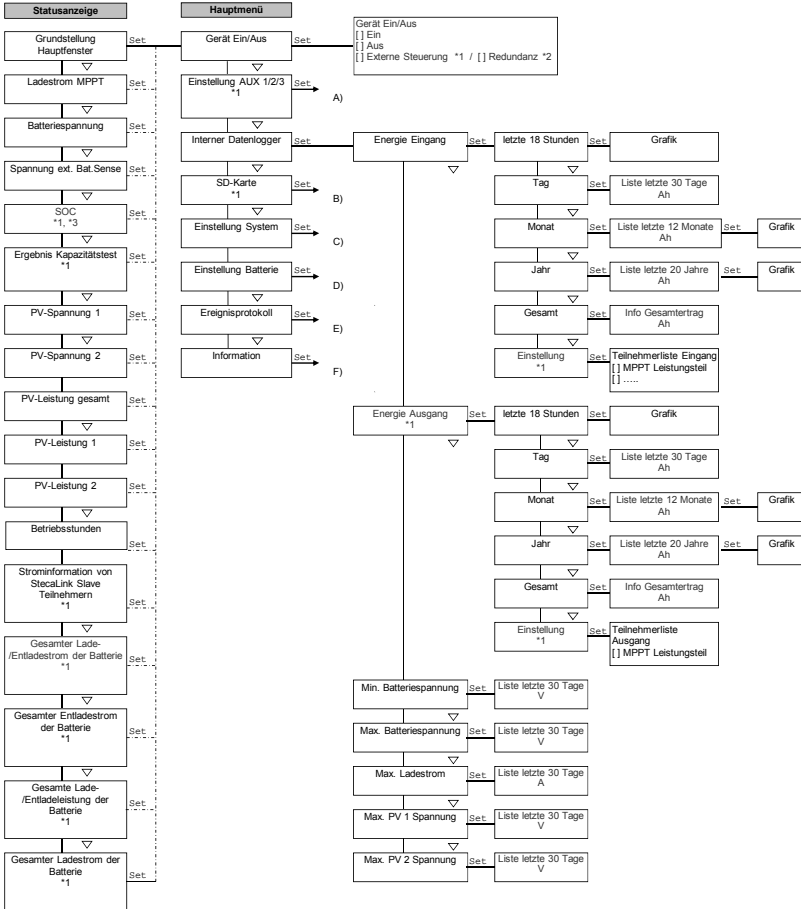 Statusanzeige
Grundstellung
Hauptfenster
Set
Ladestrom MPPT
Set
Batteriespannung
Set
Spannung ext. Bat.Sense
Set
SOC
*1, *3
Set
Ergebnis Kapazitätstest
*1
Set
PV-Spannung 1
Set
PV-Spannung 2
Set
PV-Leistung gesamt
Set
PV-Leistung 1
Set
PV-Leistung 2
Set
Betriebsstunden
Set
Strominformation von
StecaLink Slave
Teilnehmern
*1
Set
Gesamter Lade-
/Entladestrom der Batterie
*1
Set
Gesamter Entladestrom
der Batterie
*1
Set
Gesamte Lade-
/Entladeleistung der
Batterie
*1
Set
Gesamter Ladestrom der
Batterie
*1
Set
Hauptmenü
Gerät Ein/Aus
Set
Einstellung AUX 1/2/3
*1
Set
A)
Interner Datenlogger
Set
SD-Karte
*1
Set
B)
Einstellung System
Set
C)
Einstellung Batterie
Set
D)
Ereignisprotokoll
Set
E)
Information
Set
F)
Gerät Ein/Aus
[ ] Ein
[ ] Aus
[ ] Externe Steuerung *1 / [ ] Redundanz *2
Energie Eingang
Set
letzte 18 Stunden
Set
Grafik
Tag
Set
Liste letzte 30 Tage
Ah
Monat
Set
Liste letzte 12 Monate
Ah
Set
Grafik
Jahr
Set
Liste letzte 20 Jahre
Ah
Set
Grafik
Gesamt
Set
Info Gesamtertrag
Ah
Einstellung
*1
Set
Teilnehmerliste Eingang
[ ] MPPT Leistungsteil
[ ] .....
Energie Ausgang
*1
Set
letzte 18 Stunden
Set
Grafik
Tag
Set
Liste letzte 30 Tage
Ah
Monat
Set
Liste letzte 12 Monate
Ah
Set
Grafik
Jahr
Set
Liste letzte 20 Jahre
Ah
Set
Grafik
Gesamt
Set
Info Gesamtertrag
Ah
Einstellung
*1
Set
Teilnehmerliste
Ausgang
[ ] MPPT Leistungsteil
Min. Batteriespannung
Set
Liste letzte 30 Tage
V
Max. Batteriespannung
Set
Liste letzte 30 Tage
V
Max. Ladestrom
Set
Liste letzte 30 Tage
A
Max. PV 1 Spannung
Set
Liste letzte 30 Tage
V
Max. PV 2 Spannung
Set
Liste letzte 30 Tage
V